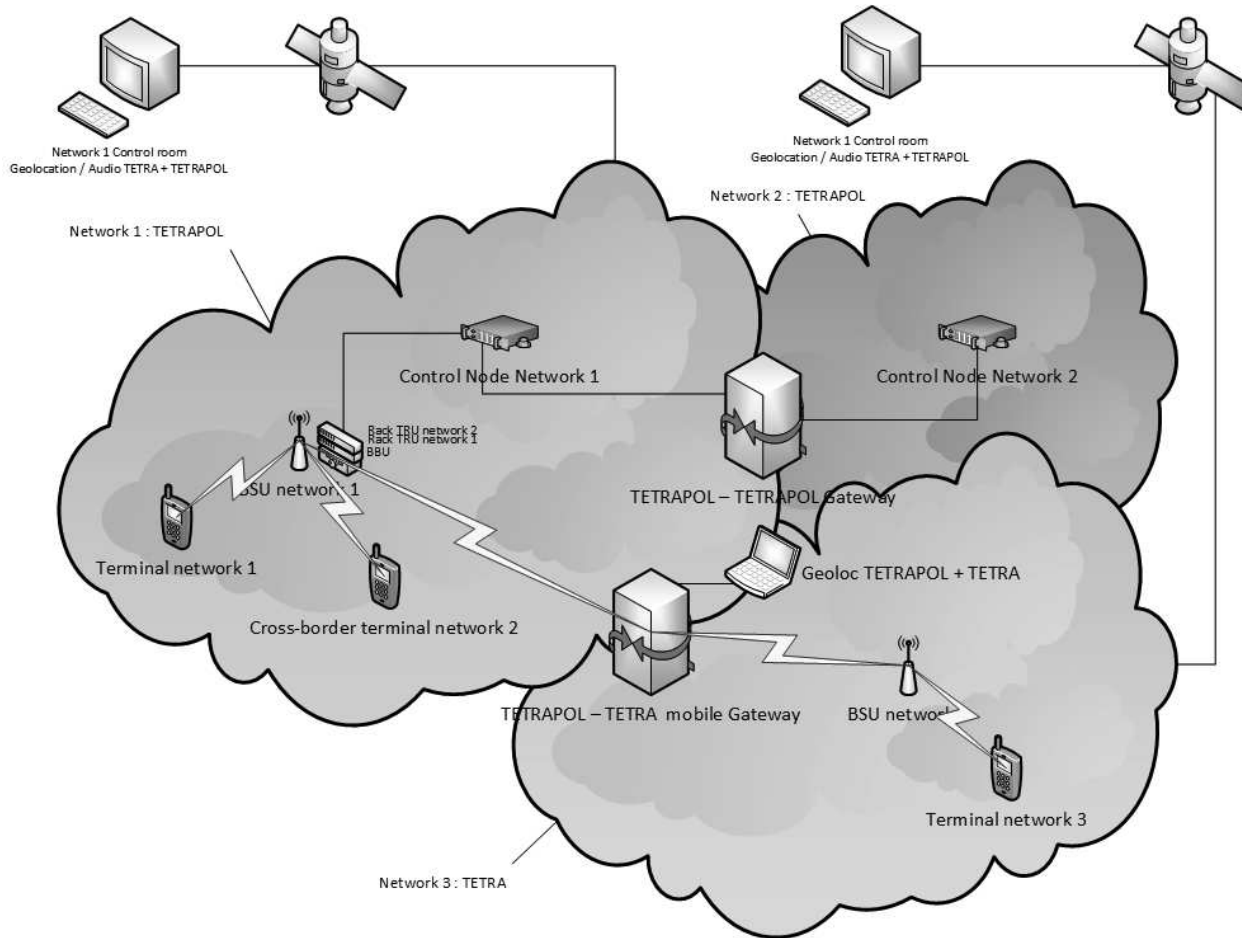 Network 1 Control room
Geolocation / Audio TETRA + TETRAPOL
Network 1 Control room
Geolocation / Audio TETRA + TETRAPOL
Network 2 : TETRAPOL
Network 1 : TETRAPOL
Control Node Network 1
Control Node Network 2
Rack TRU network 2
Rack TRU network 1
BBU
BSU network 1
TETRAPOL – TETRAPOL Gateway
Terminal network 1
Geoloc TETRAPOL + TETRA
Cross-border terminal network 2
TETRAPOL – TETRA mobile Gateway
BSU network
Terminal network 3
Network 3 : TETRA